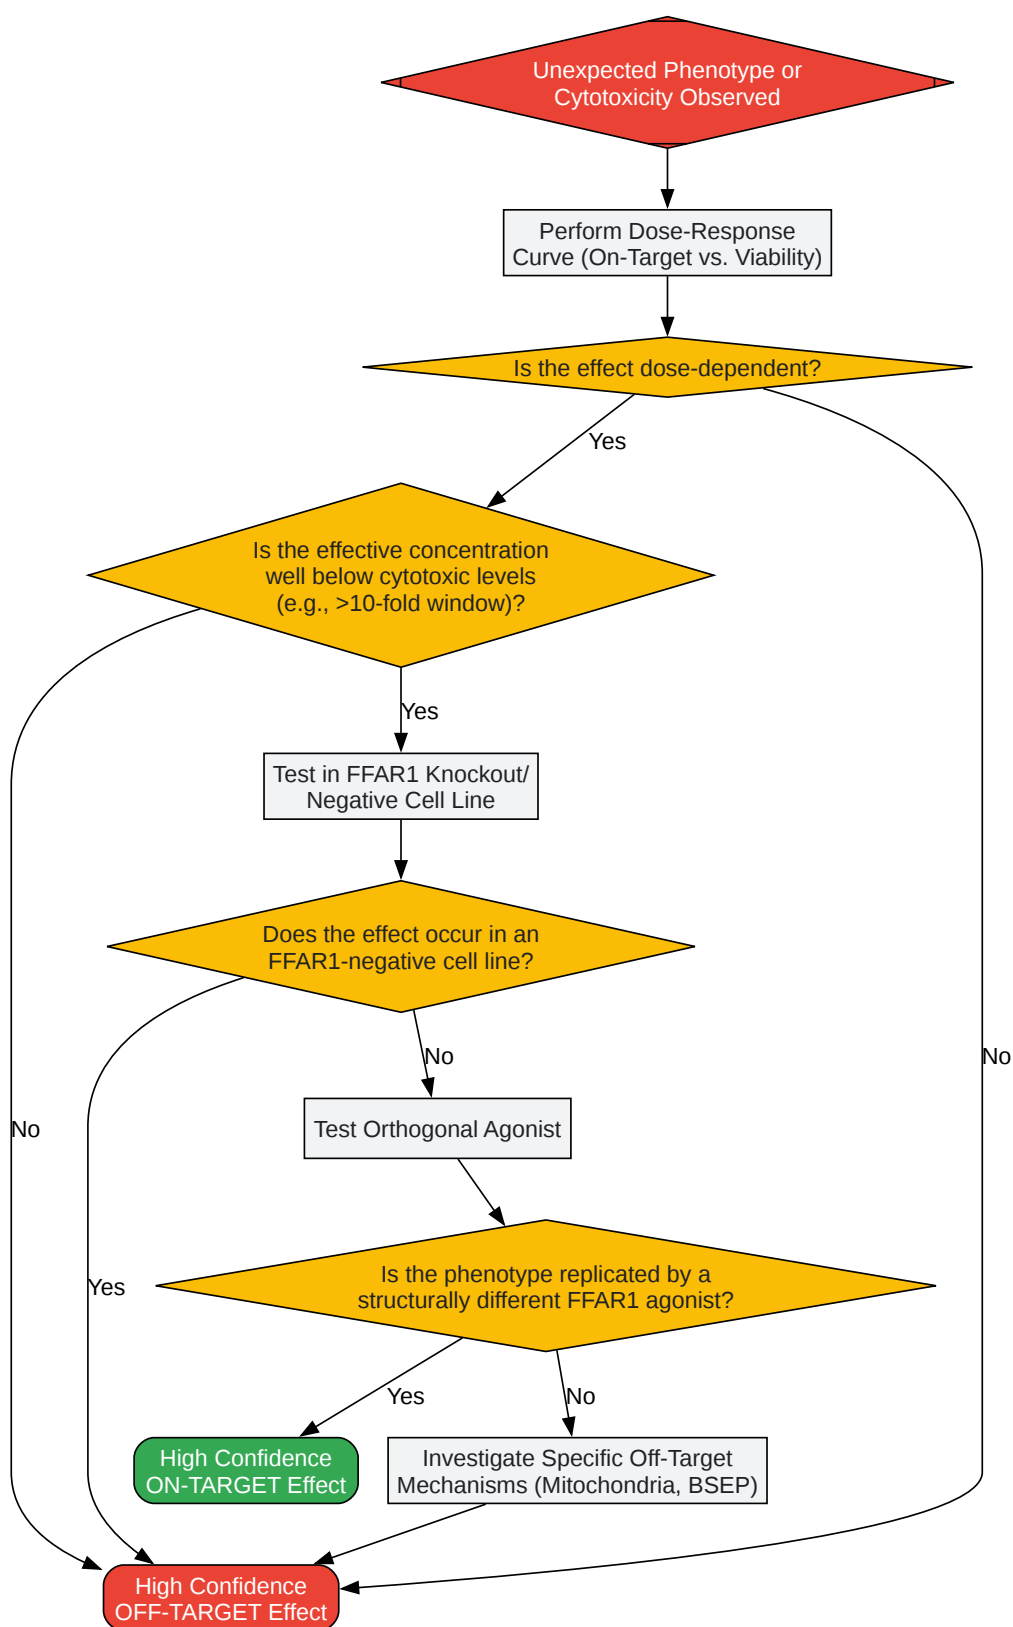 Unexpected Phenotype or
Cytotoxicity Observed
Perform Dose-Response
Curve (On-Target vs. Viability)
Is the effect dose-dependent?
Yes
Is the effective concentration
well below cytotoxic levels
(e.g., >10-fold window)?
Yes
Test in FFAR1 Knockout/
Negative Cell Line
Does the effect occur in an
FFAR1-negative cell line?
No
No
Test Orthogonal Agonist
No
Is the phenotype replicated by a
structurally different FFAR1 agonist?
Yes
Yes
No
High Confidence
ON-TARGET Effect
Investigate Specific Off-Target
Mechanisms (Mitochondria, BSEP)
High Confidence
OFF-TARGET Effect